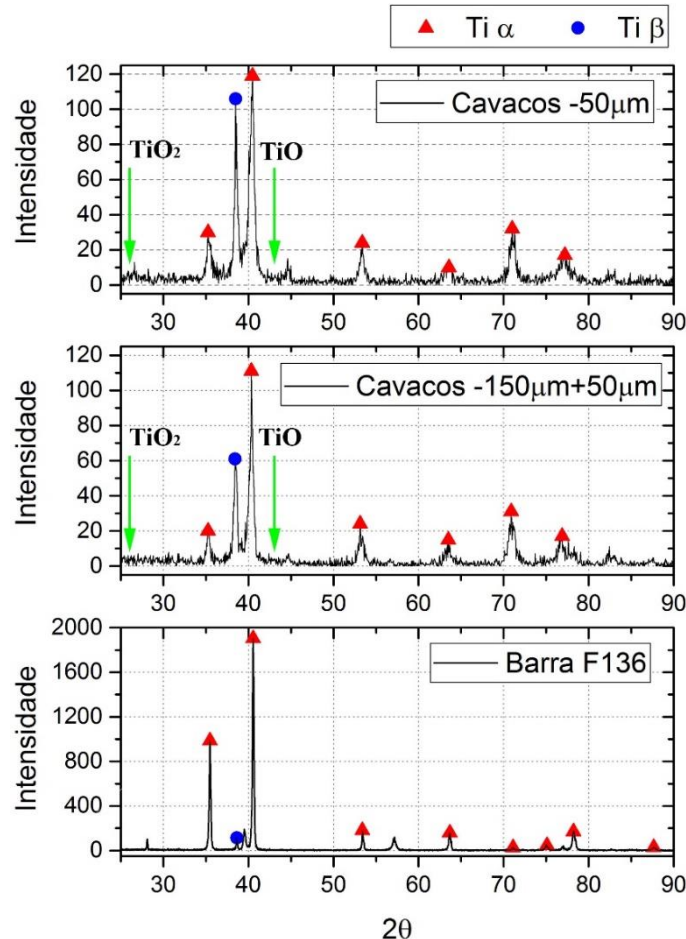 Ti α Ti β
Cavacos -50µm
Intensidade
120
100
80
60
40
20
0
TiO₂ TiO
30 40 50 60 70 80 90
Cavacos -150µm+50µm
Intensidade
120
100
80
60
40
20
0
TiO₂ TiO
30 40 50 60 70 80 90
Barra F136
Intensidade
2000
1600
1200
800
400
0
30 40 50 60 70 80 90
2θ